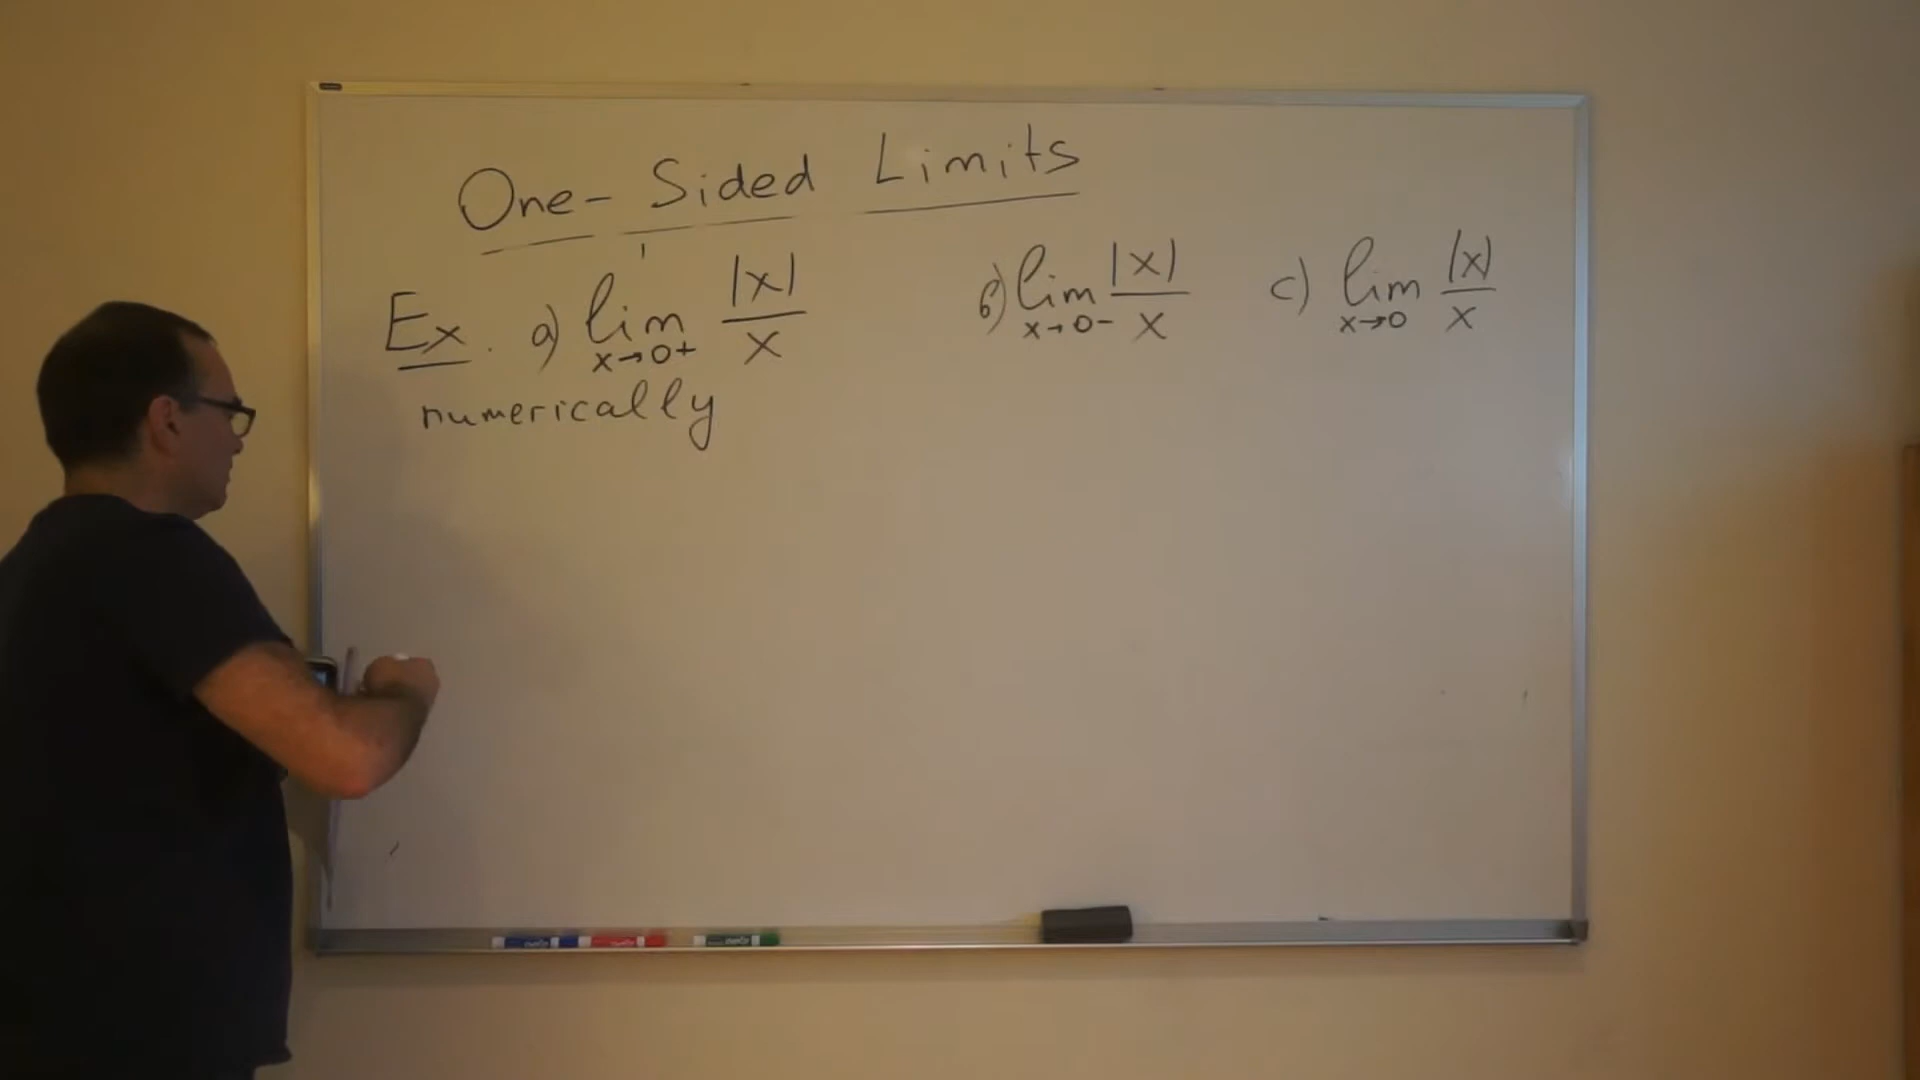 One-Sided Limits
Ex. a) lim x→0+ |x|/x b) lim x→0- |x|/x c) lim x→0 |x|/x
numerically